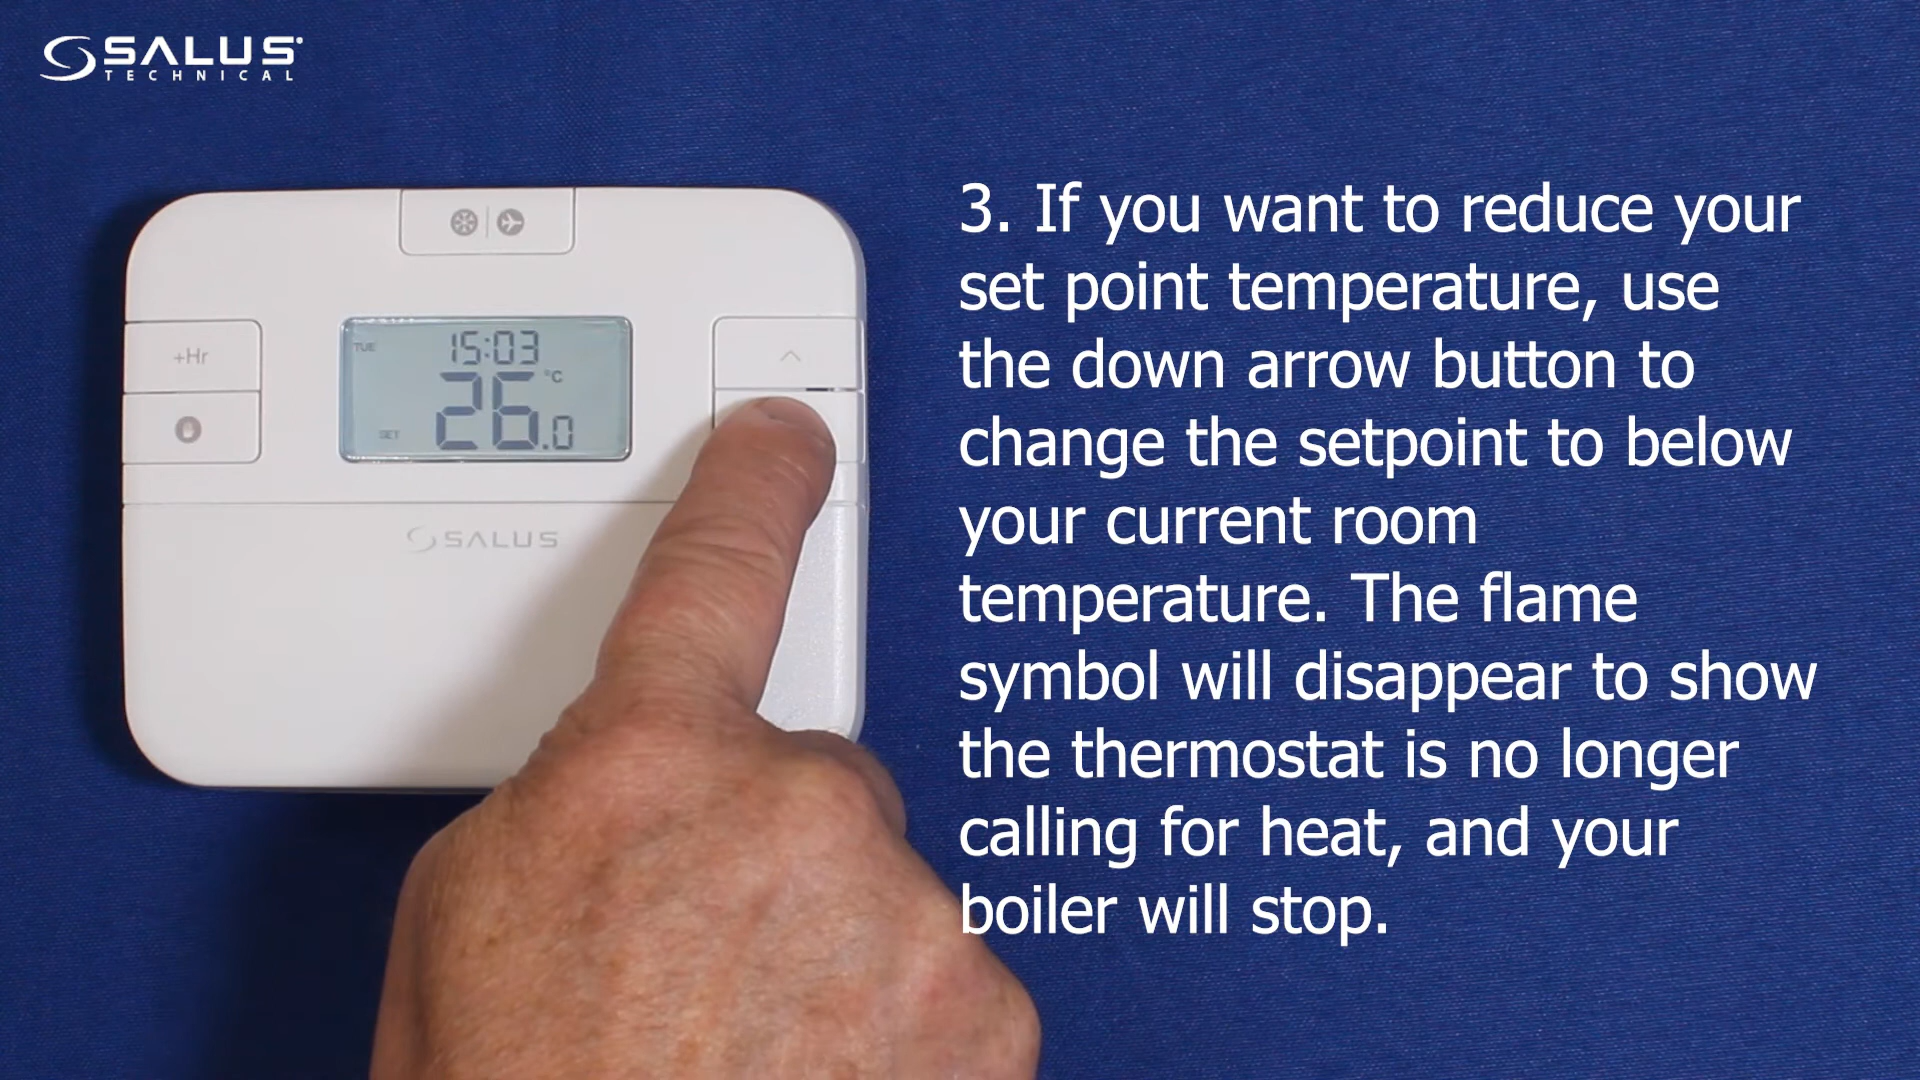 SALUS
TECHNICAL
3. If you want to reduce your
set point temperature, use
the down arrow button to
change the setpoint to below
your current room
temperature. The flame
symbol will disappear to show
the thermostat is no longer
calling for heat, and your
boiler will stop.
+Hr
TUE
15:03
26.0 °C
SET
SALUS